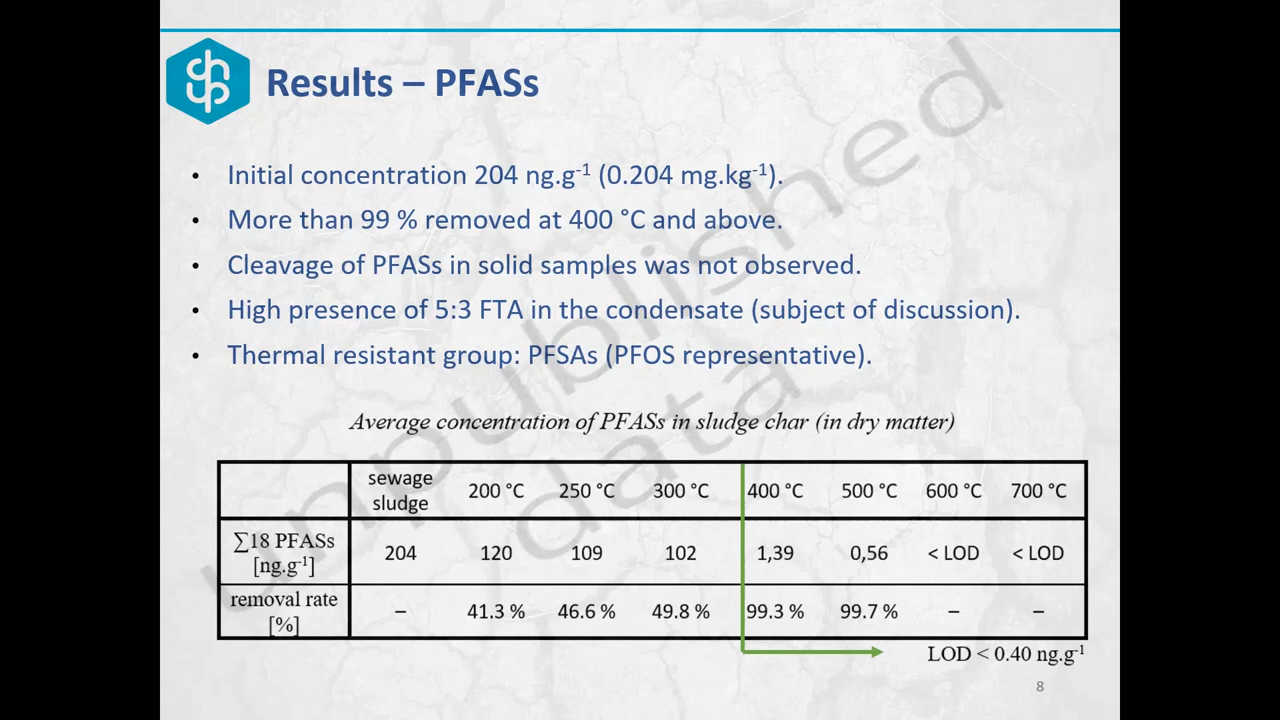 Results – PFASs
• Initial concentration 204 ng.g⁻¹ (0.204 mg.kg⁻¹).
• More than 99 % removed at 400 °C and above.
• Cleavage of PFASs in solid samples was not observed.
• High presence of 5:3 FTA in the condensate (subject of discussion).
• Thermal resistant group: PFSAs (PFOS representative).
unpublished
data
Average concentration of PFASs in sludge char (in dry matter)
sewage sludge 200 °C 250 °C 300 °C 400 °C 500 °C 600 °C 700 °C
∑18 PFASs [ng.g⁻¹] 204 120 109 102 1,39 0,56 < LOD < LOD
removal rate [%] – 41.3 % 46.6 % 49.8 % 99.3 % 99.7 % – –
LOD < 0.40 ng.g⁻¹
8